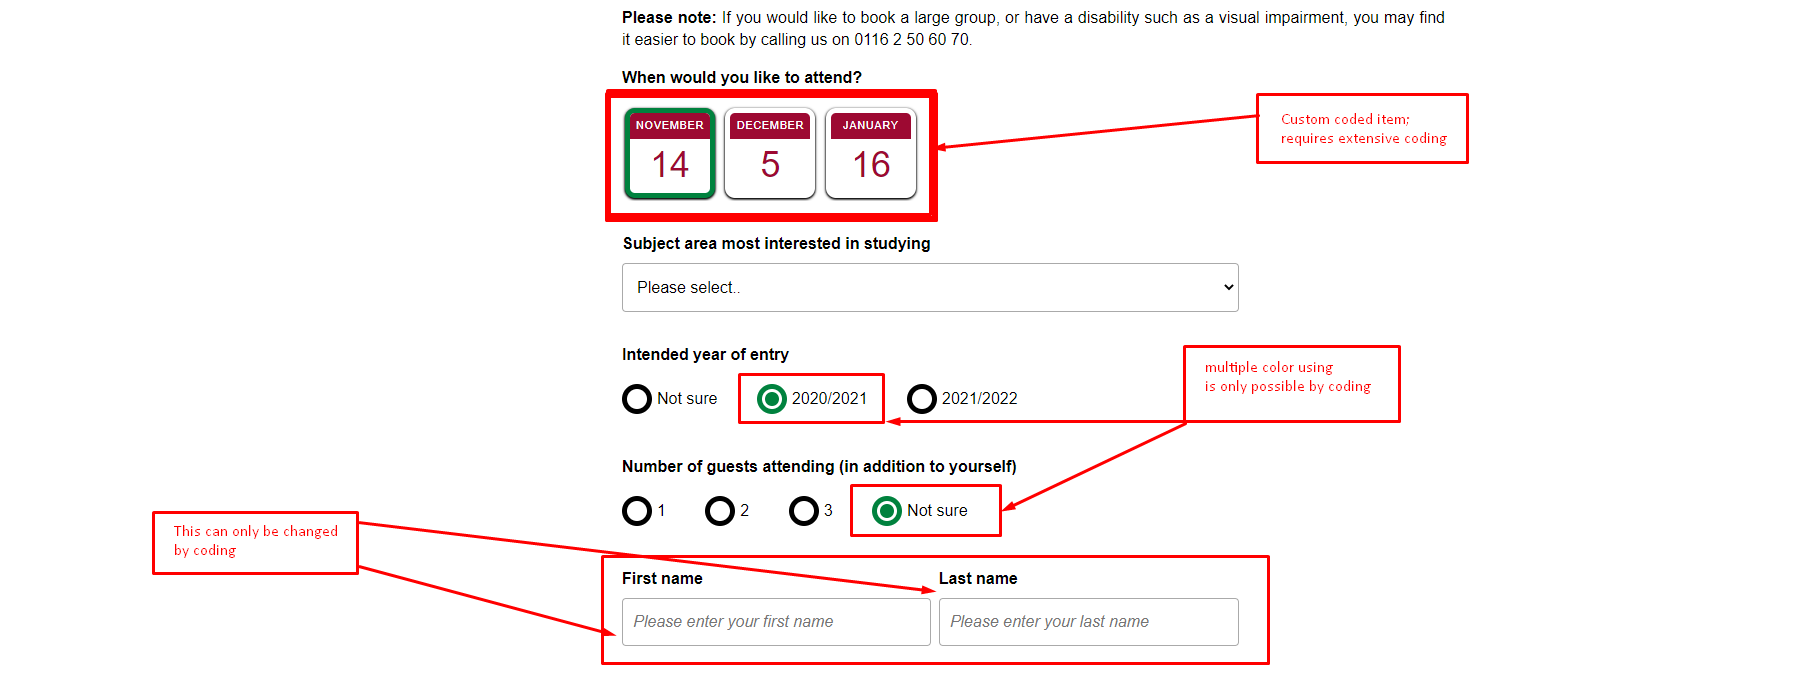 Please note: If you would like to book a large group, or have a disability such as a visual impairment, you may find
it easier to book by calling us on 0116 2 50 60 70.
When would you like to attend?
NOVEMBER DECEMBER JANUARY
14 5 16
Custom coded item;
requires extensive coding
Subject area most interested in studying
Please select..
Intended year of entry
multiple color using
is only possible by coding
Not sure 2020/2021 2021/2022
Number of guests attending (in addition to yourself)
1 2 3 Not sure
This can only be changed
by coding
First name Last name
Please enter your first name Please enter your last name